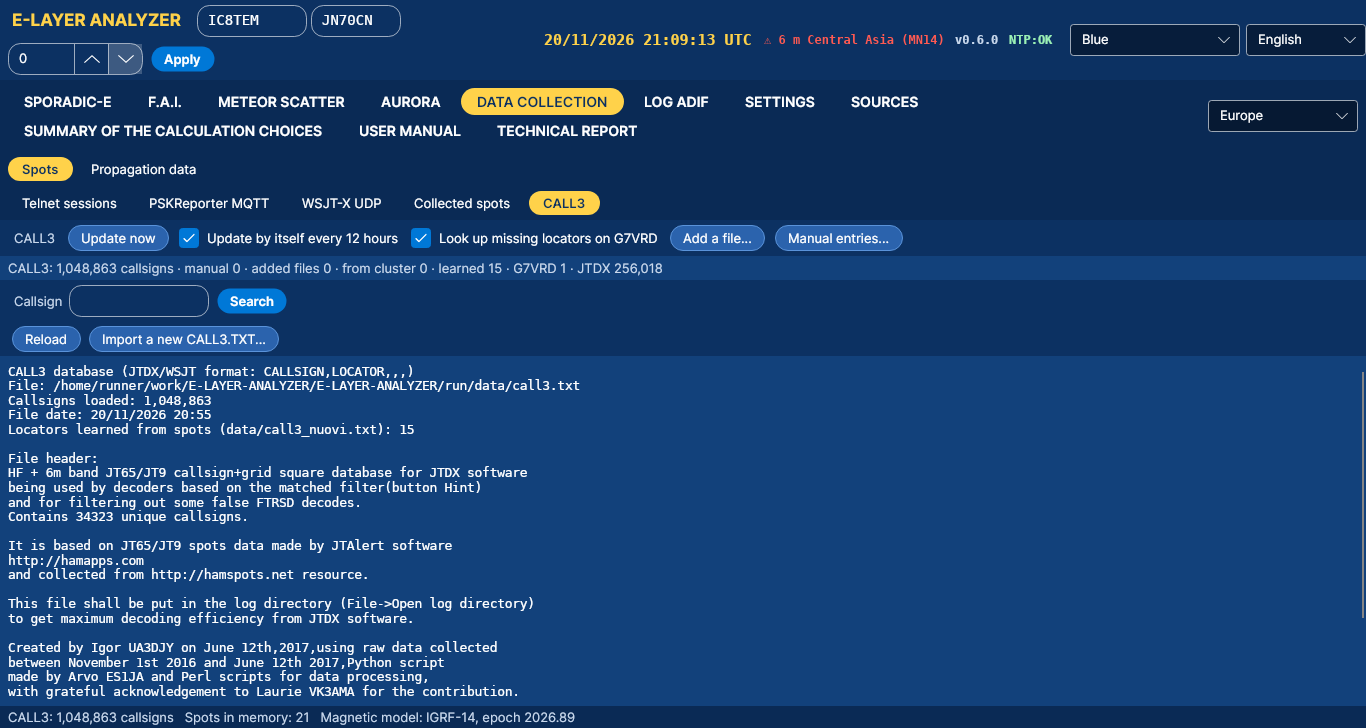 E-LAYER ANALYZER IC8TEM JN70CN
20/11/2026 21:09:13 UTC ⚠ 6 m Central Asia (MN14) v0.6.0 NTP:OK Blue English
0 Apply
SPORADIC-E F.A.I. METEOR SCATTER AURORA DATA COLLECTION LOG ADIF SETTINGS SOURCES
SUMMARY OF THE CALCULATION CHOICES USER MANUAL TECHNICAL REPORT
Europe
Spots Propagation data
Telnet sessions PSKReporter MQTT WSJT-X UDP Collected spots CALL3
CALL3 Update now Update by itself every 12 hours Look up missing locators on G7VRD Add a file... Manual entries...
CALL3: 1,048,863 callsigns · manual 0 · added files 0 · from cluster 0 · learned 15 · G7VRD 1 · JTDX 256,018
Callsign Search
Reload Import a new CALL3.TXT...
CALL3 database (JTDX/WSJT format: CALLSIGN,LOCATOR,,,)
File: /home/runner/work/E-LAYER-ANALYZER/E-LAYER-ANALYZER/run/data/call3.txt
Callsigns loaded: 1,048,863
File date: 20/11/2026 20:55
Locators learned from spots (data/call3_nuovi.txt): 15
File header:
HF + 6m band JT65/JT9 callsign+grid square database for JTDX software
being used by decoders based on the matched filter(button Hint)
and for filtering out some false FTRSD decodes.
Contains 34323 unique callsigns.
It is based on JT65/JT9 spots data made by JTAlert software
http://hamapps.com
and collected from http://hamspots.net resource.
This file shall be put in the log directory (File->Open log directory)
to get maximum decoding efficiency from JTDX software.
Created by Igor UA3DJY on June 12th,2017,using raw data collected
between November 1st 2016 and June 12th 2017,Python script
made by Arvo ES1JA and Perl scripts for data processing,
with grateful acknowledgement to Laurie VK3AMA for the contribution.
CALL3: 1,048,863 callsigns Spots in memory: 21 Magnetic model: IGRF-14, epoch 2026.89